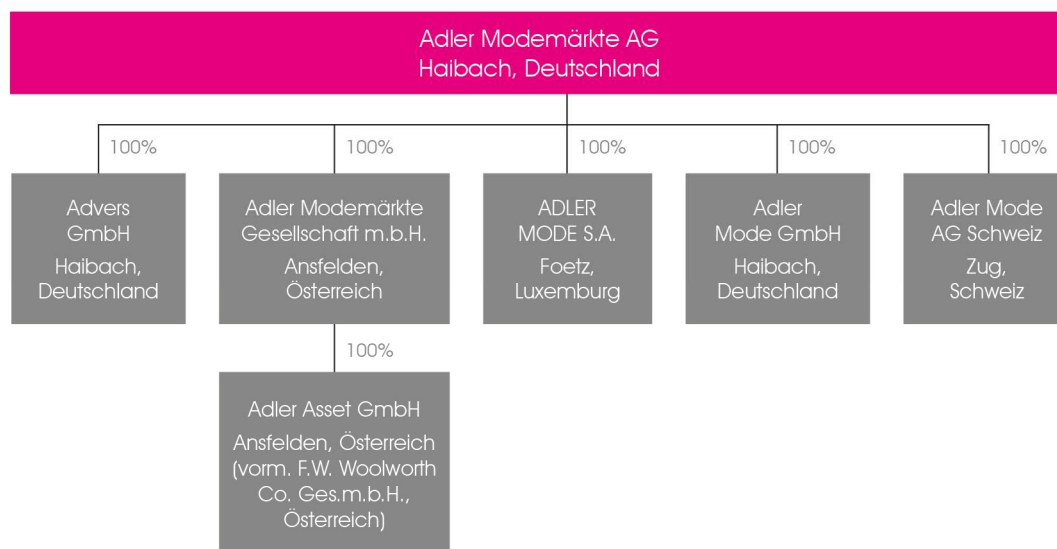 Adler Modemärkte AG
Haibach, Deutschland
100%
100%
100%
100%
100%
Advers
GmbH
Haibach,
Deutschland
Adler Modemärkte
Gesellschaft m.b.H.
Ansfelden,
Österreich
ADLER
MODE S.A.
Foetz,
Luxemburg
Adler
Mode GmbH
Haibach,
Deutschland
Adler Mode
AG Schweiz
Zug,
Schweiz
100%
Adler Asset GmbH
Ansfelden, Österreich
(vorm. F.W. Woolworth
Co. Ges.m.b.H.,
Österreich)